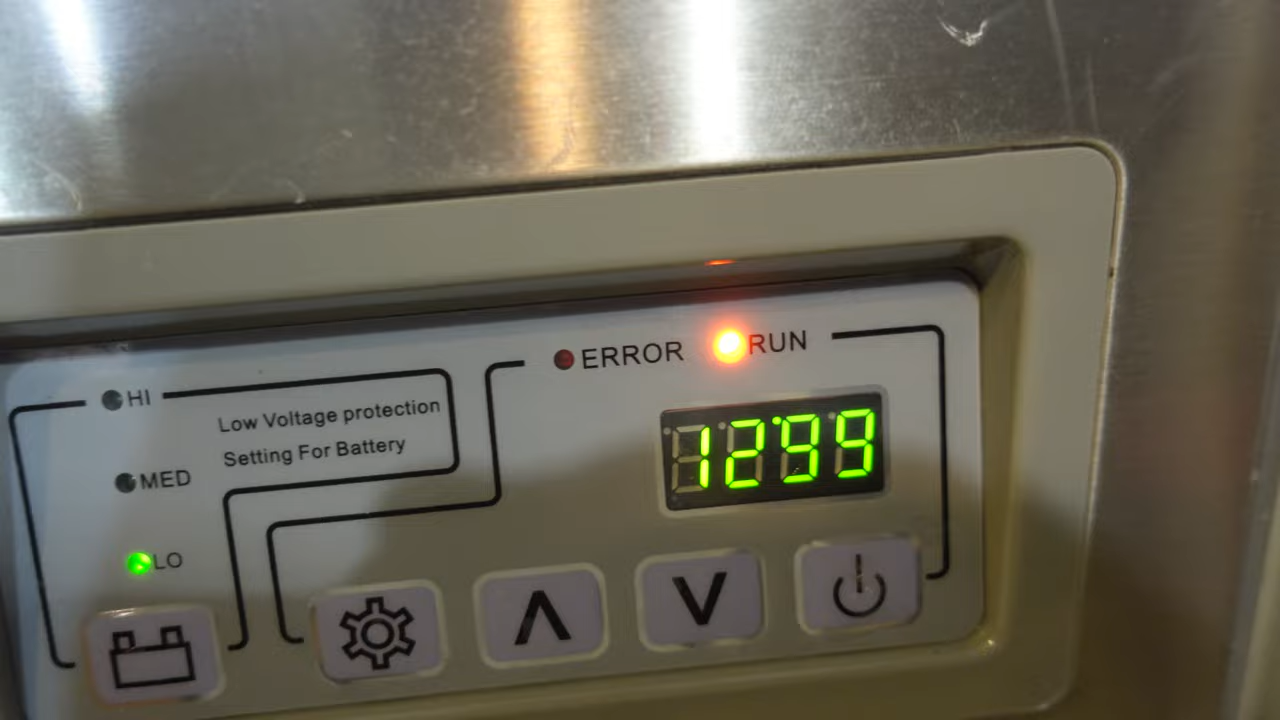 HI
Low Voltage protection
Setting For Battery
MED
LO
ERROR
RUN
1299